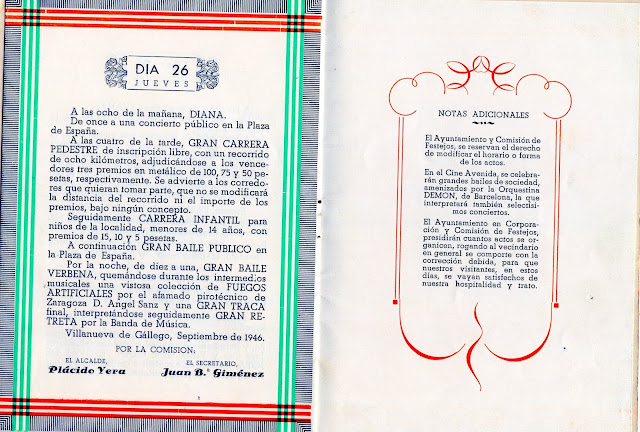 DIA 26
JUEVES
A las ocho de la mañana, DIANA.
De once a una concierto público en la Plaza
de España.
A las cuatro de la tarde, GRAN CARRERA
PEDESTRE de inscripción libre, con un recorrido
de ocho kilómetros, adjudicándose a los vence-
dores tres premios en metálico de 100, 75 y 50 pe-
setas, respectivamente. Se advierte a los corredo-
res que quieran tomar parte, que no se modificará
la distancia del recorrido ni el importe de los
premios, bajo ningún concepto.
Seguidamente CARRERA INFANTIL para
niños de la localidad, menores de 14 años, con
premios de 15, 10 y 5 pesetas.
A continuación GRAN BAILE PUBLICO en
la Plaza de España.
Por la noche, de diez a una, GRAN BAILE
VERBENA, quemándose durante los intermedios
musicales una vistosa colección de FUEGOS
ARTIFICIALES por el afamado pirotécnico de
Zaragoza D. Angel Sanz y una GRAN TRACA
final, interpretándose seguidamente GRAN RE-
TRETA por la Banda de Música.
Villanueva de Gállego, Septiembre de 1946.
POR LA COMISION:
EL ALCALDE, EL SECRETARIO,
Plácido Vera Juan B.ª Giménez
NOTAS ADICIONALES
El Ayuntamiento y Comisión de
Festejos, se reservan el derecho
de modificar el horario o forma
de los actos.
En el Cine Avenida, se celebra-
rán grandes bailes de sociedad,
amenizados por la Orquestina
DEMON, de Barcelona, la que
interpretará también selectísi-
mos conciertos.
El Ayuntamiento en Corpora-
ción y Comisión de Festejos,
presidirán cuantos actos se or-
ganicen, rogando al vecindario
en general se comporte con la
corrección debida, para que
nuestros visitantes, en estos
días, se vayan satisfechos de
nuestra hospitalidad y trato.